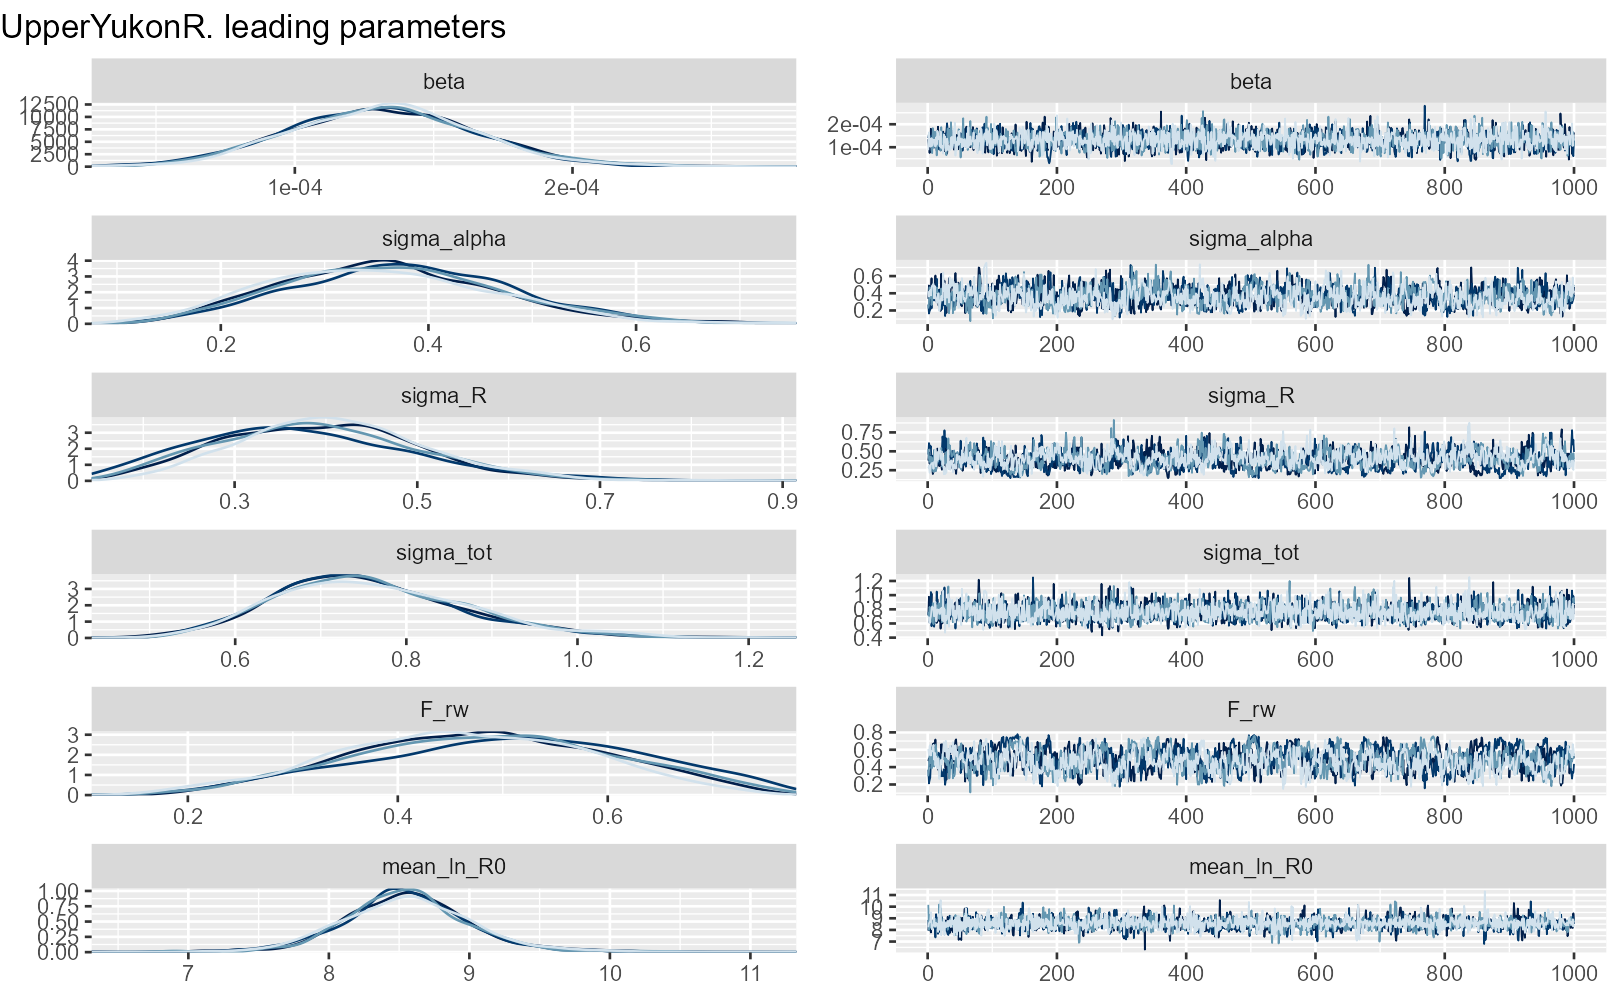 UpperYukonR. leading parameters
beta
beta
12500
10000
7500
5000
2500
0
2e-04
1e-04
1e-04 2e-04
0 200 400 600 800 1000
sigma_alpha
sigma_alpha
4
3
2
1
0
0.6
0.4
0.2
0.2 0.4 0.6
0 200 400 600 800 1000
sigma_R
sigma_R
3
2
1
0
0.75
0.50
0.25
0.3 0.5 0.7 0.9
0 200 400 600 800 1000
sigma_tot
sigma_tot
3
2
1
0
1.2
1.0
0.8
0.6
0.4
0.6 0.8 1.0 1.2
0 200 400 600 800 1000
F_rw
F_rw
3
2
1
0
0.8
0.6
0.4
0.2
0.2 0.4 0.6
0 200 400 600 800 1000
mean_ln_R0
mean_ln_R0
1.00
0.75
0.50
0.25
0.00
11
10
9
8
7
7 8 9 10 11
0 200 400 600 800 1000